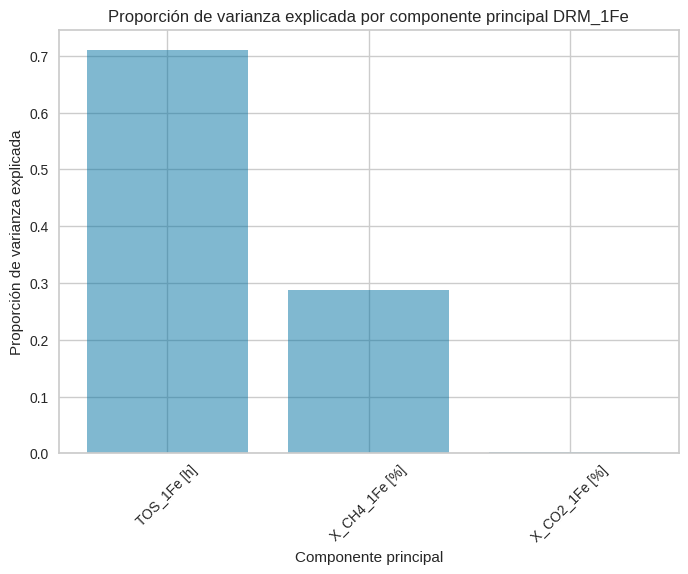 Proporción de varianza explicada por componente principal DRM_1Fe
Proporción de varianza explicada
0.7
0.6
0.5
0.4
0.3
0.2
0.1
0.0
TOS_1Fe [h]
X_CH4_1Fe [%]
X_CO2_1Fe [%]
Componente principal